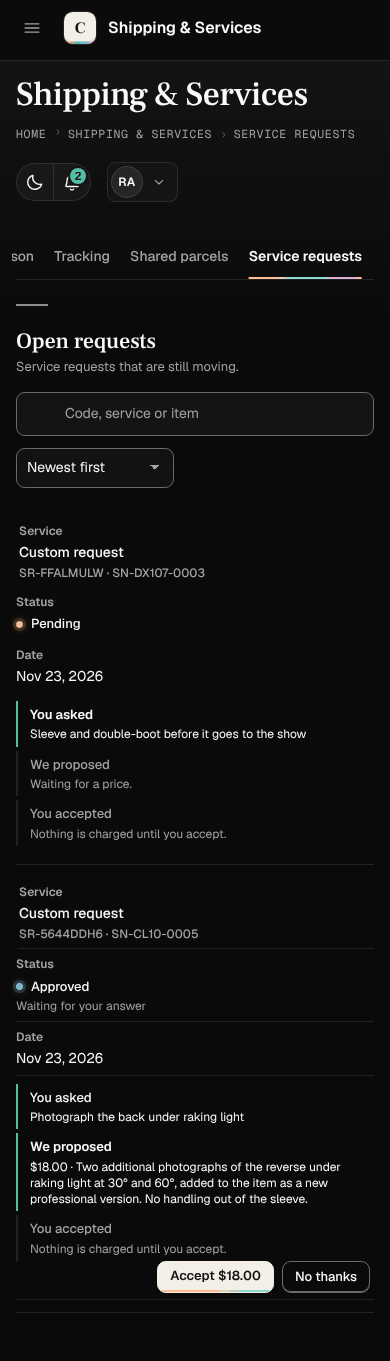 C Shipping & Services
Shipping & Services
HOME › SHIPPING & SERVICES › SERVICE REQUESTS
2 RA
son Tracking Shared parcels Service requests
Open requests
Service requests that are still moving.
Code, service or item
Newest first
Service
Custom request
SR-FFALMULW · SN-DX107-0003
Status
Pending
Date
Nov 23, 2026
You asked
Sleeve and double-boot before it goes to the show
We proposed
Waiting for a price.
You accepted
Nothing is charged until you accept.
Service
Custom request
SR-5644DDH6 · SN-CL10-0005
Status
Approved
Waiting for your answer
Date
Nov 23, 2026
You asked
Photograph the back under raking light
We proposed
$18.00 · Two additional photographs of the reverse under
raking light at 30° and 60°, added to the item as a new
professional version. No handling out of the sleeve.
You accepted
Nothing is charged until you accept.
Accept $18.00 No thanks